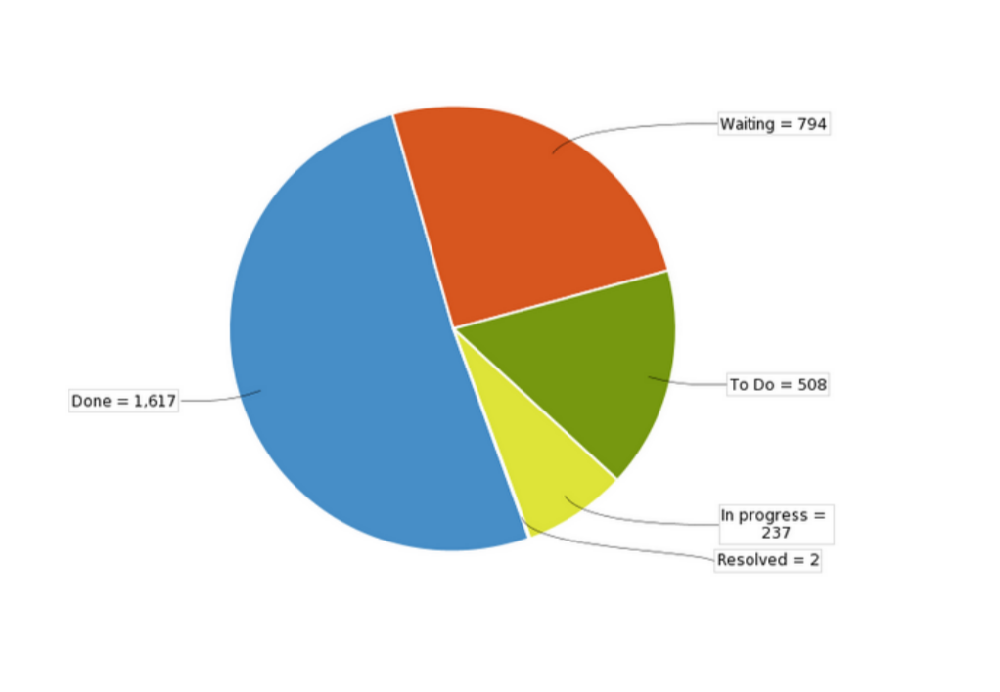 Waiting = 794
To Do = 508
Done = 1,617
In progress =
237
Resolved = 2